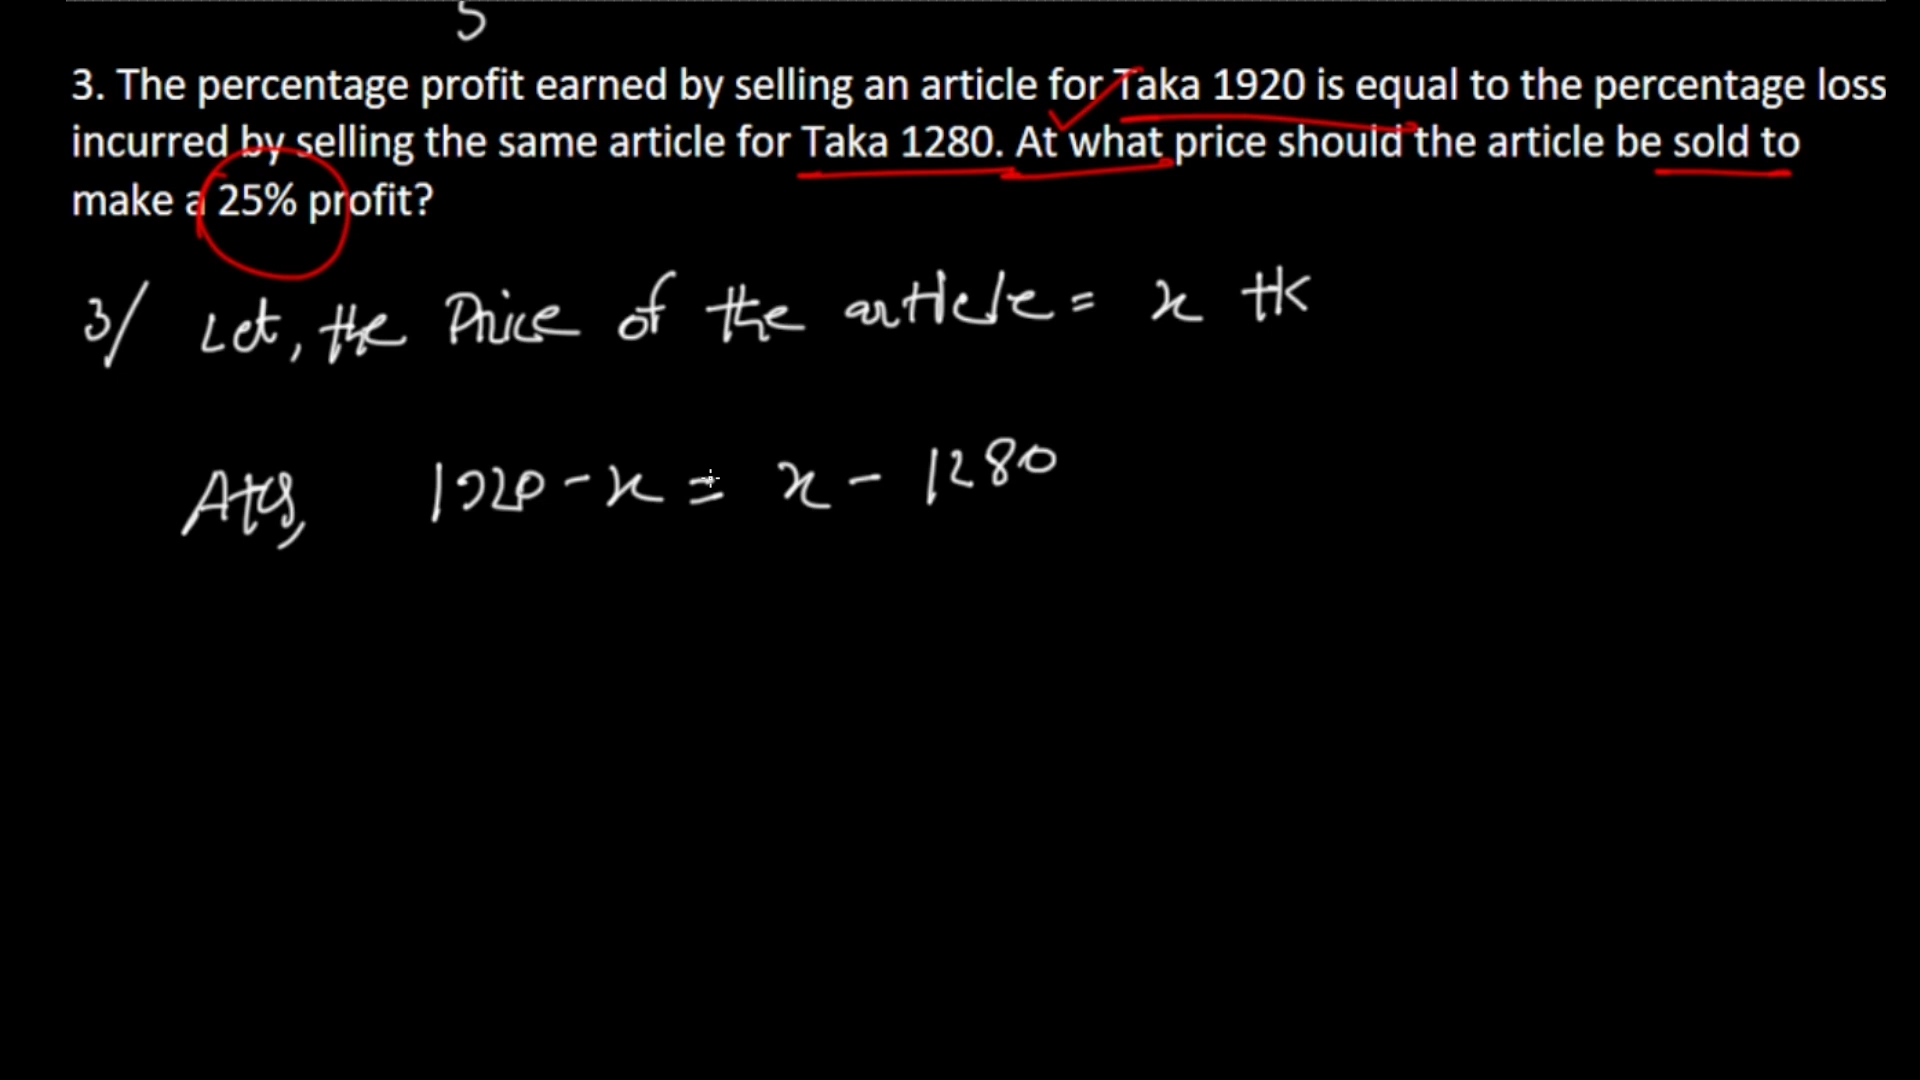 5
3. The percentage profit earned by selling an article for Taka 1920 is equal to the percentage loss
incurred by selling the same article for Taka 1280. At what price should the article be sold to
make a 25% profit?
3/ Let, the Price of the article = x tk
ATQ, 1920 - x = x - 1280